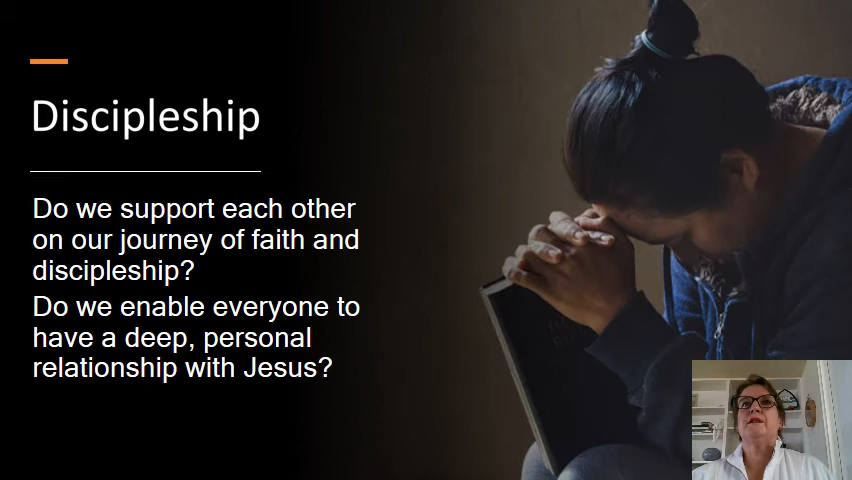 Discipleship
Do we support each other
on our journey of faith and
discipleship?
Do we enable everyone to
have a deep, personal
relationship with Jesus?